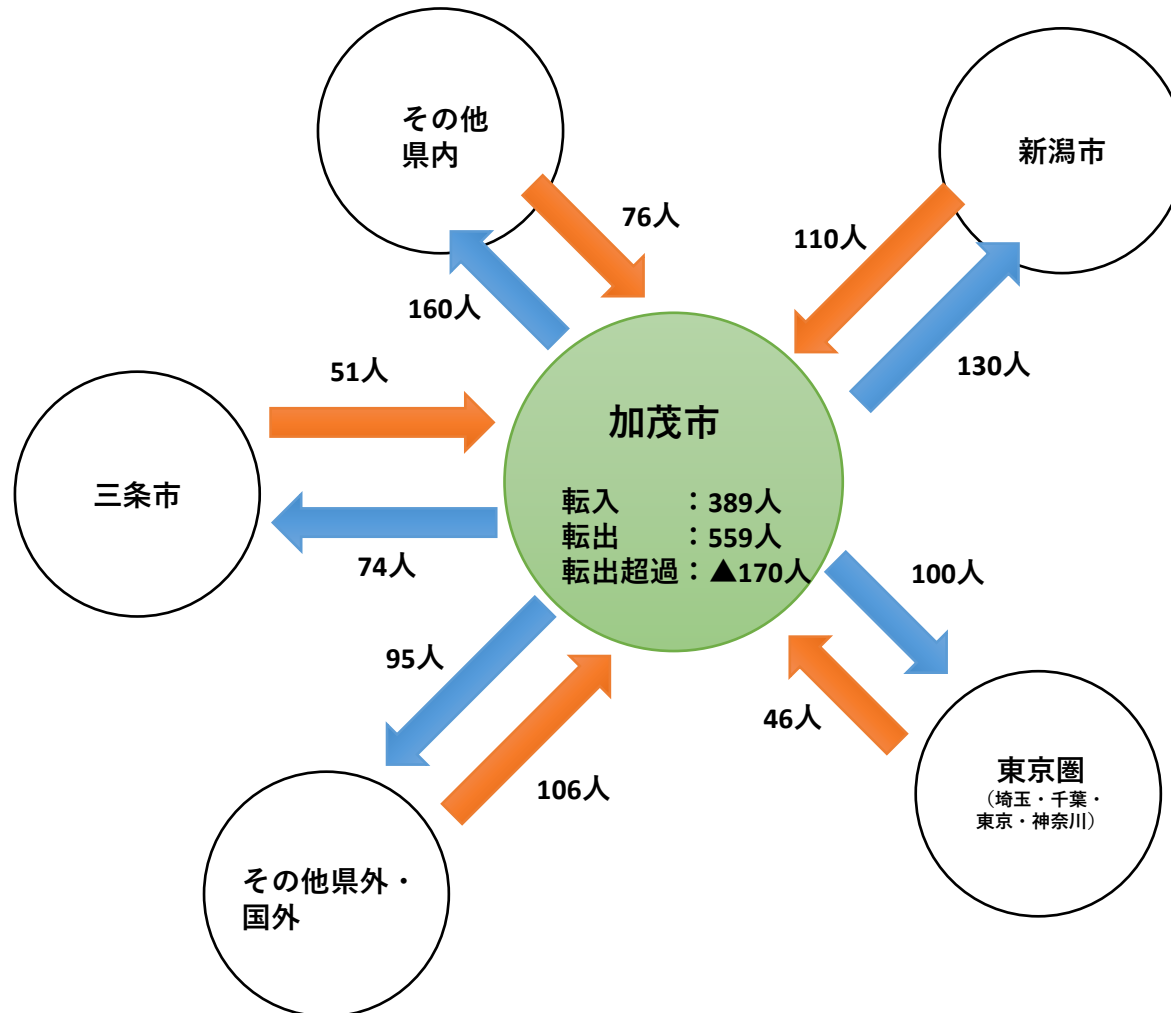 その他
県内
新潟市
76人
110人
160人
130人
51人
加茂市
三条市
転入　　：389人
転出　　：559人
転出超過：▲170人
74人
100人
95人
46人
106人
東京圏
（埼玉・千葉・
東京・神奈川）
その他県外・
国外